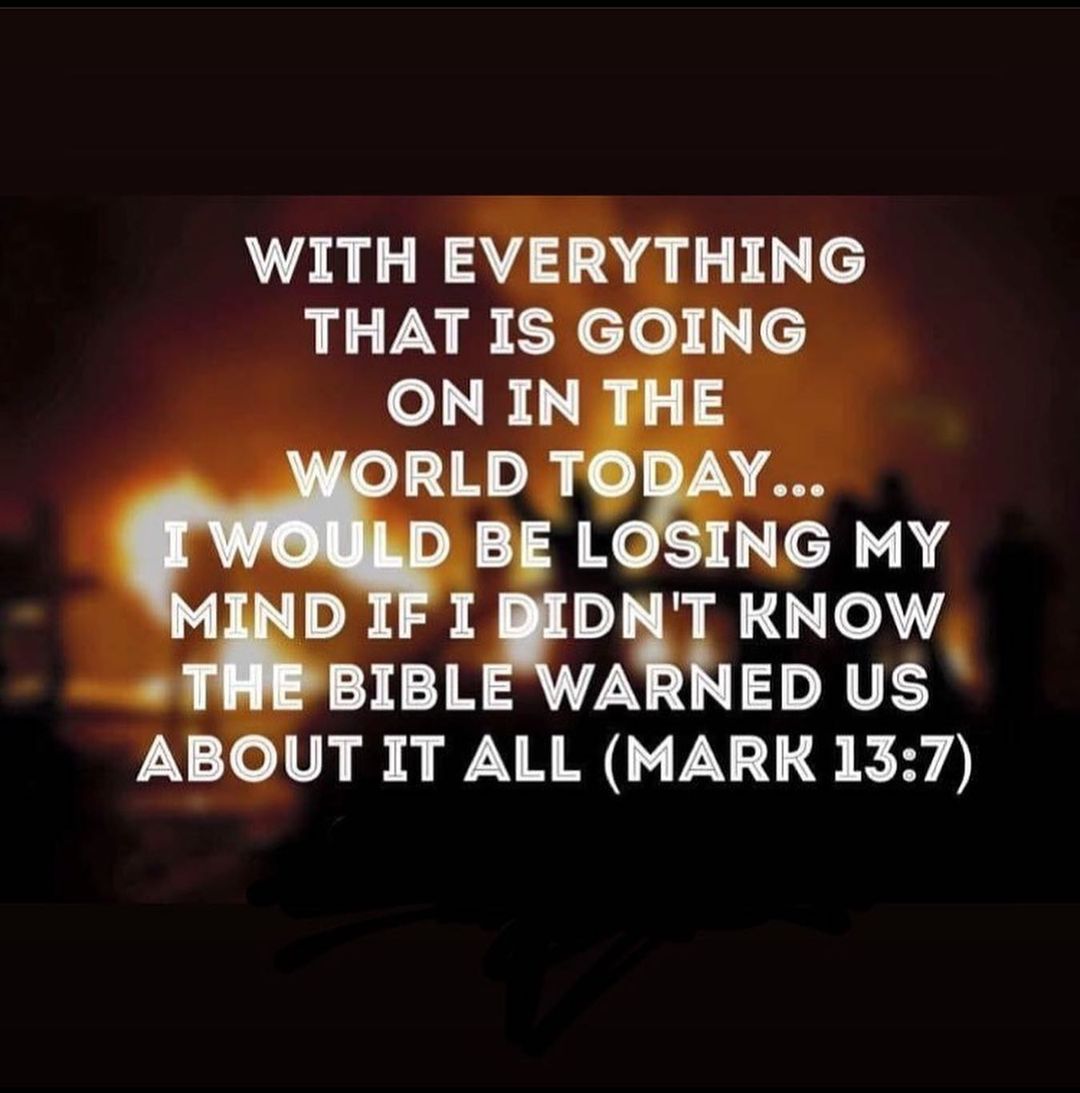 WITH EVERYTHING
THAT IS GOING
ON IN THE
WORLD TODAY...
I WOULD BE LOSING MY
MIND IF I DIDN'T KNOW
THE BIBLE WARNED US
ABOUT IT ALL (MARK 13:7)